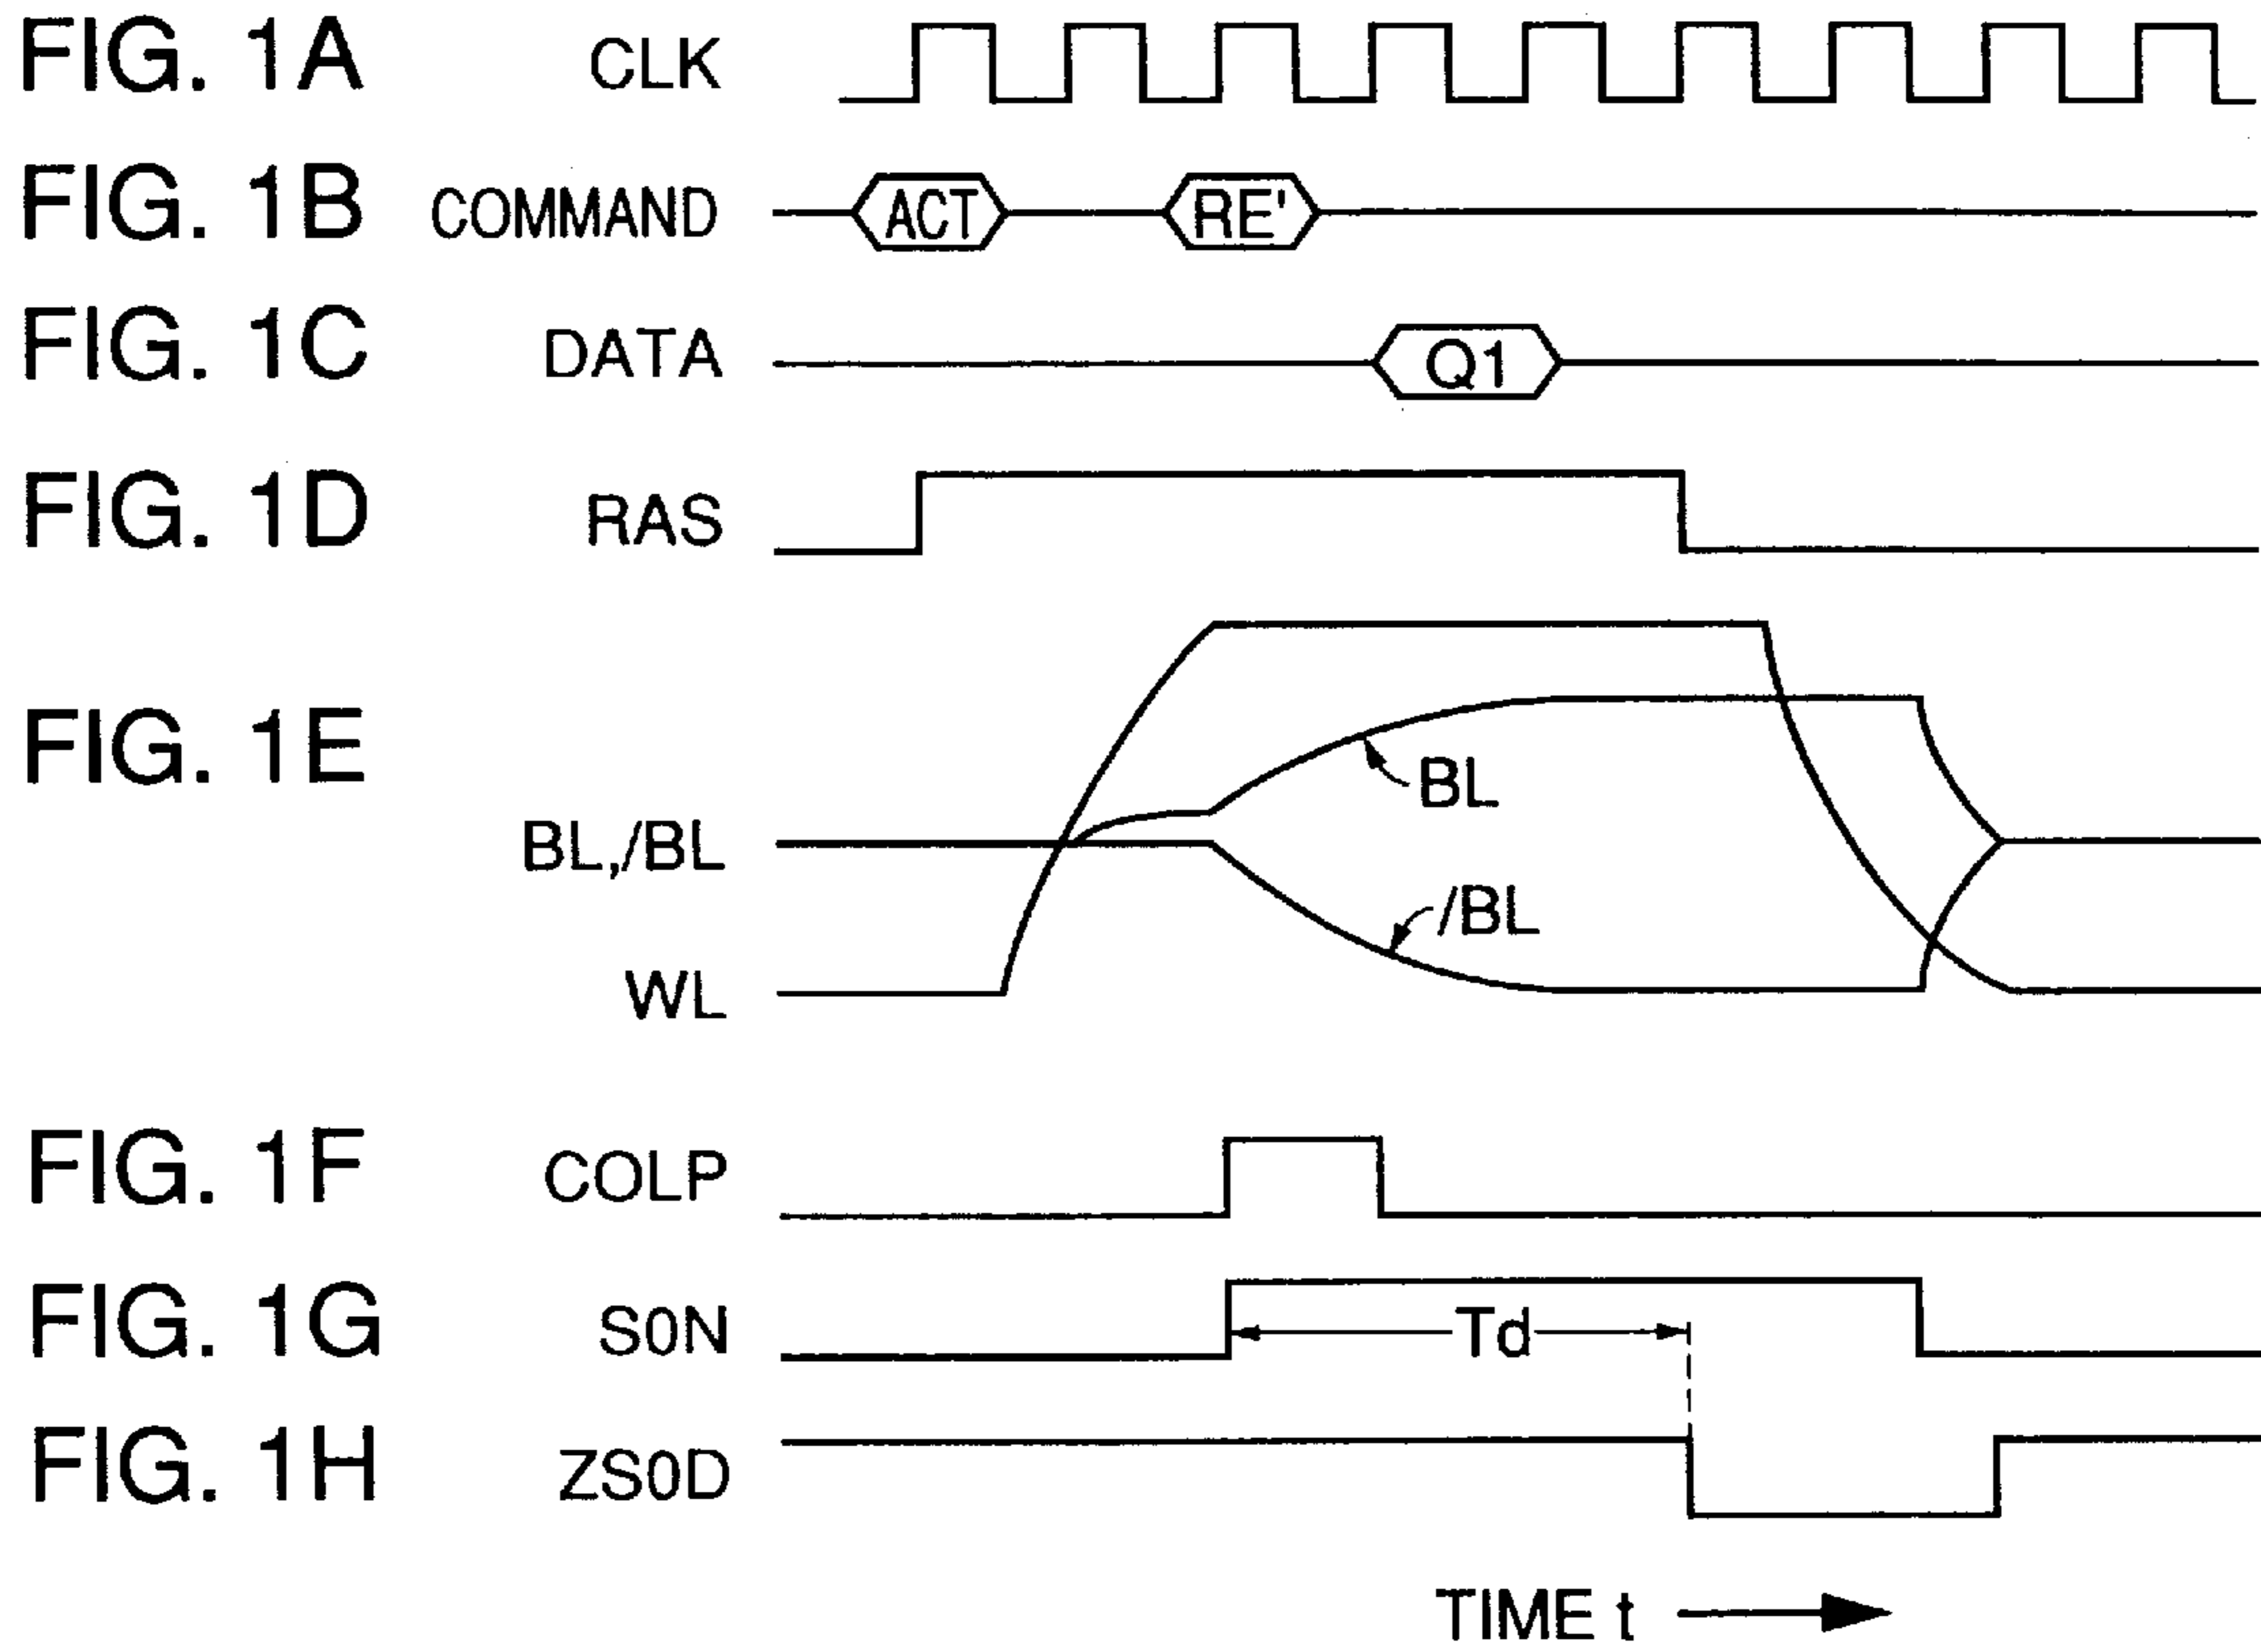 FIG. 1A CLK
FIG. 1B COMMAND ACT RE'
FIG. 1C DATA Q1
FIG. 1D RAS
FIG. 1E
BL
BL,/BL
/BL
WL
FIG. 1F COLP
FIG. 1G S0N Td
FIG. 1H ZS0D
TIME t